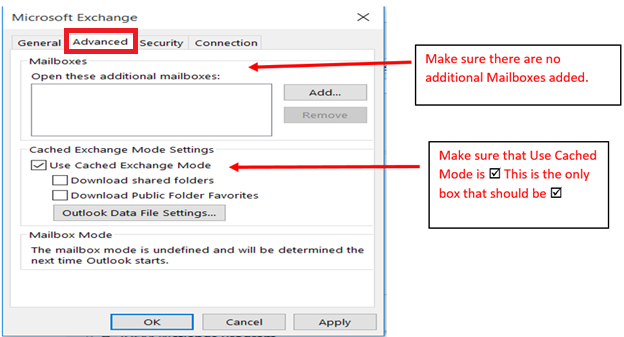 Microsoft Exchange
General Advanced Security Connection
Mailboxes
Open these additional mailboxes:
Add...
Remove
Cached Exchange Mode Settings
Use Cached Exchange Mode
Download shared folders
Download Public Folder Favorites
Outlook Data File Settings...
Mailbox Mode
The mailbox mode is undefined and will be determined the
next time Outlook starts.
OK Cancel Apply
Make sure there are no
additional Mailboxes added.
Make sure that Use Cached
Mode is ☑ This is the only
box that should be ☑